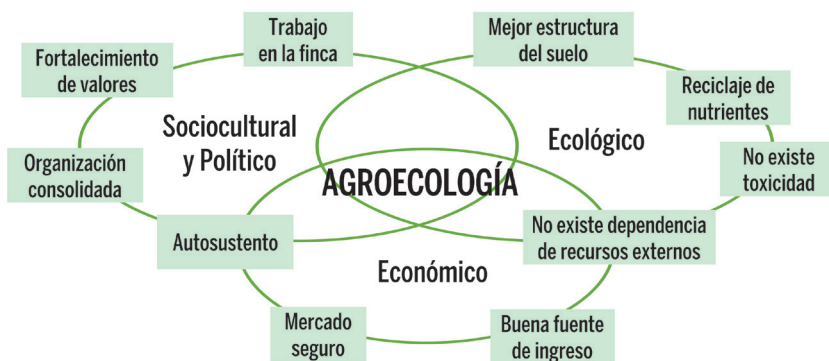 Trabajo
en la finca
Mejor estructura
del suelo
Fortalecimiento
de valores
Reciclaje de
nutrientes
Sociocultural
y Político
Ecológico
Organización
consolidada
No existe
toxicidad
AGROECOLOGÍA
Autosustento
No existe dependencia
de recursos externos
Económico
Mercado
seguro
Buena fuente
de ingreso